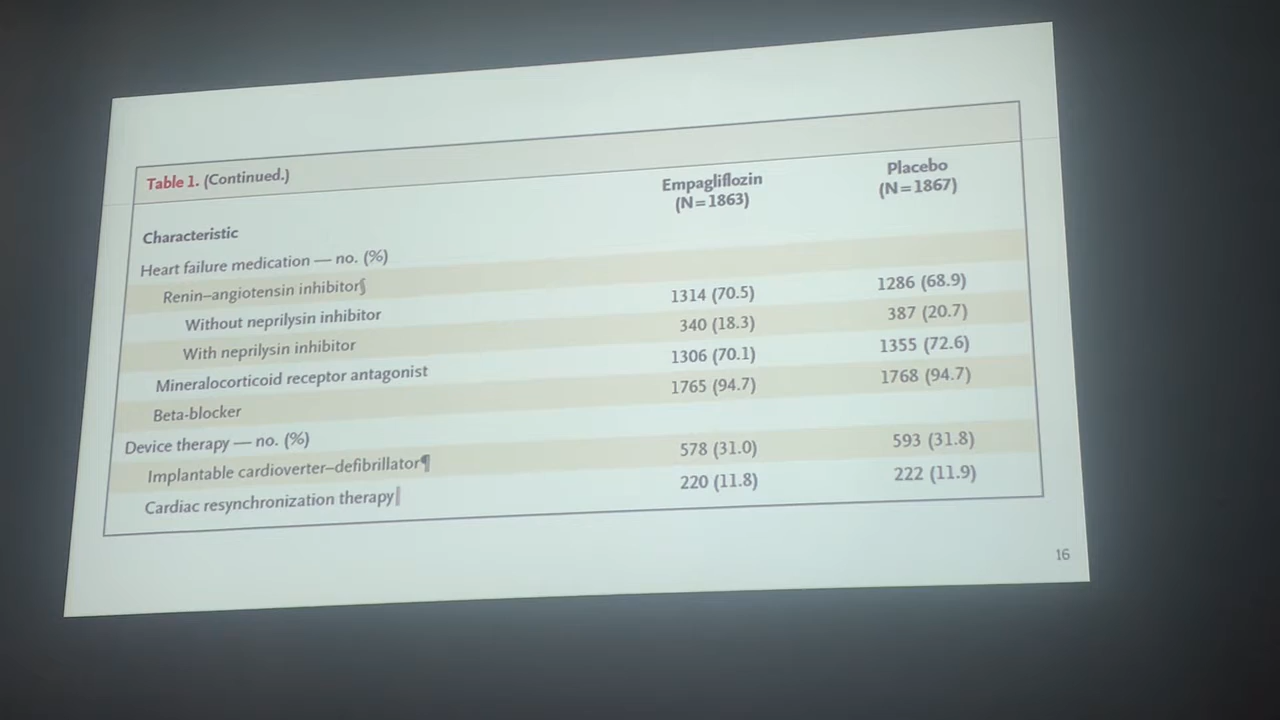 Table 1. (Continued.)
Characteristic Empagliflozin (N=1863) Placebo (N=1867)
Heart failure medication — no. (%)
Renin–angiotensin inhibitor§
Without neprilysin inhibitor 1314 (70.5) 1286 (68.9)
With neprilysin inhibitor 340 (18.3) 387 (20.7)
Mineralocorticoid receptor antagonist 1306 (70.1) 1355 (72.6)
Beta-blocker 1765 (94.7) 1768 (94.7)
Device therapy — no. (%)
Implantable cardioverter–defibrillator¶ 578 (31.0) 593 (31.8)
Cardiac resynchronization therapy‖ 220 (11.8) 222 (11.9)
16